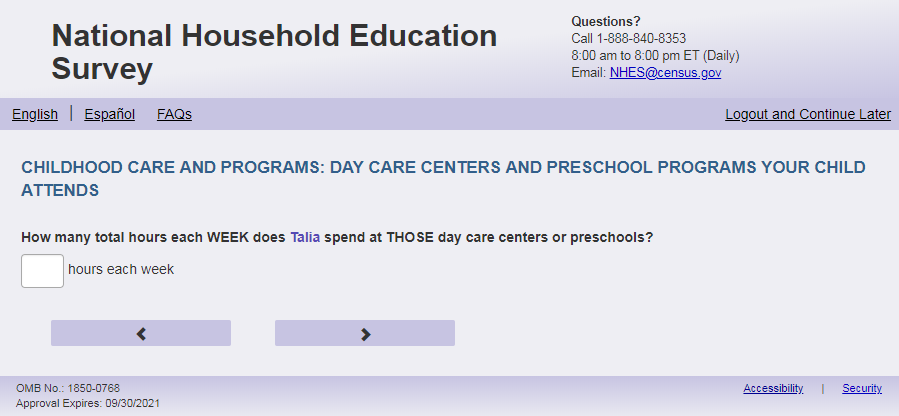 National Household Education
Survey
Questions?
Call 1-888-840-8353
8:00 am to 8:00 pm ET (Daily)
Email: NHES@census.gov
English | Español FAQs
Logout and Continue Later
CHILDHOOD CARE AND PROGRAMS: DAY CARE CENTERS AND PRESCHOOL PROGRAMS YOUR CHILD
ATTENDS
How many total hours each WEEK does Talia spend at THOSE day care centers or preschools?
hours each week
OMB No.: 1850-0768
Approval Expires: 09/30/2021
Accessibility | Security